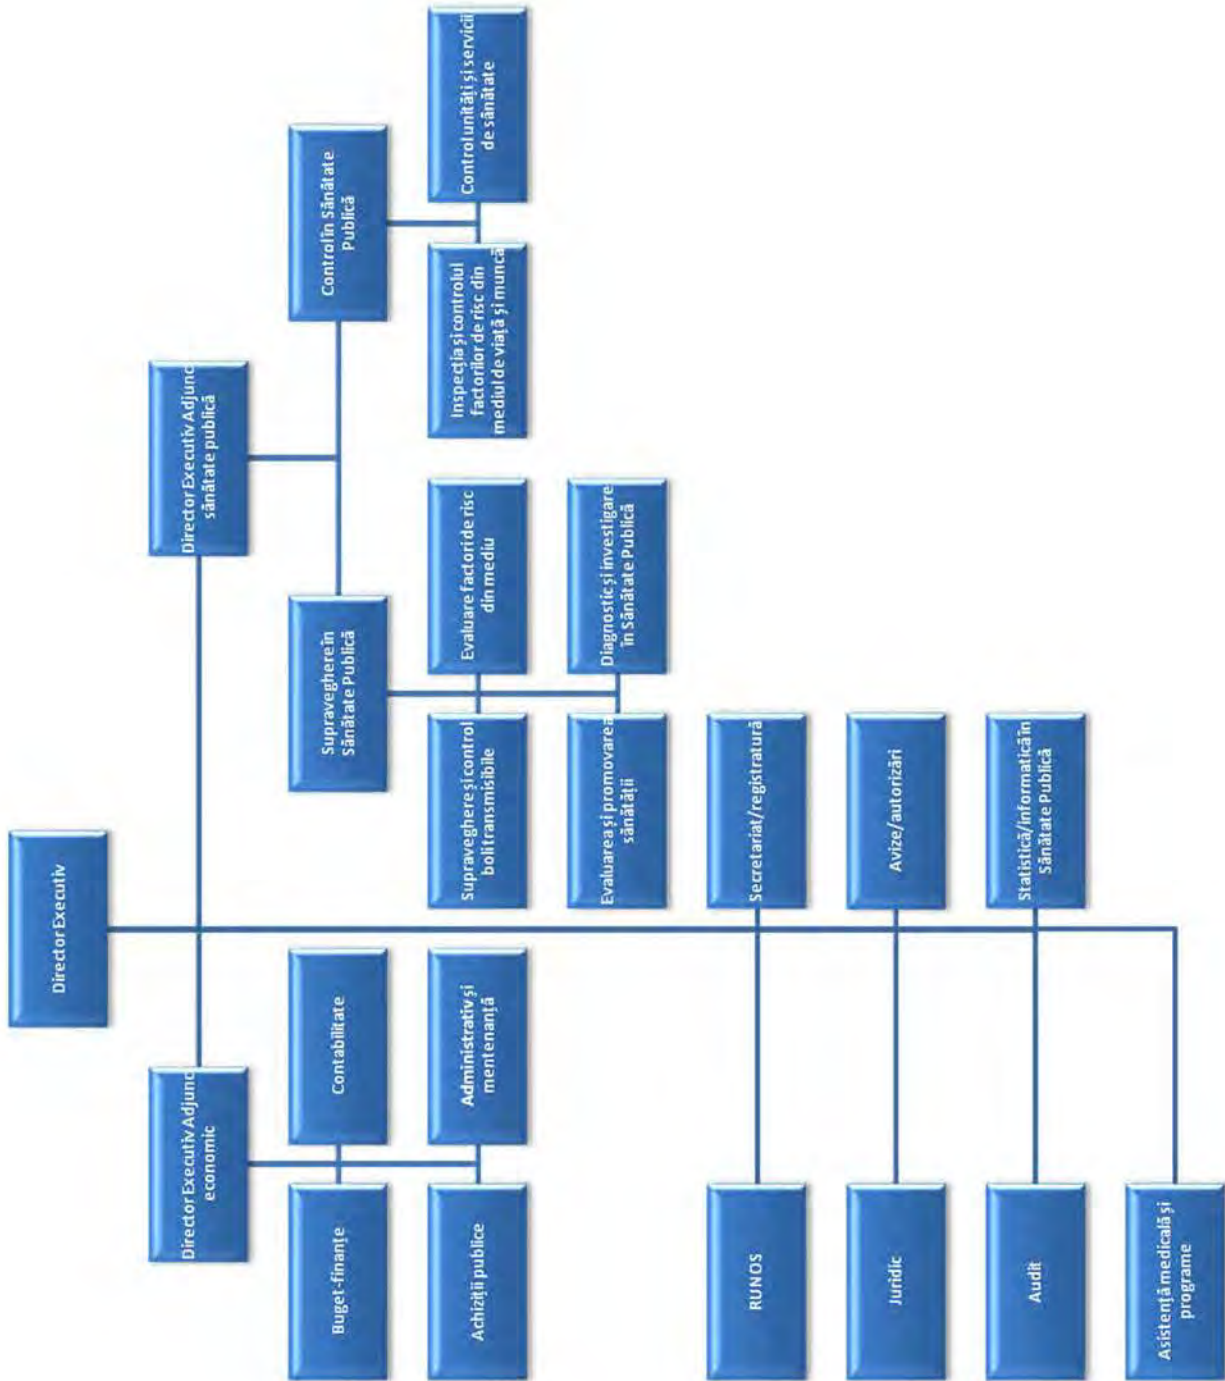 Director Executiv
Director Executiv Adjunc
economic
Director Executiv Adjunc
sănătate publică
Buget-finanțe
Contabilitate
Achiziții publice
Administrativ și
mentenanță
Supraveghere în
Sănătate Publică
Control în Sănătate
Publică
Supraveghere și control
boli transmisibile
Evaluare factori de risc
din mediu
Evaluarea și promovarea
sănătății
Diagnostic și investigare
în Sănătate Publică
Inspecția și controlul
factorilor de risc din
mediul de viață și muncă
Control unități și servicii
de sănătate
RUNOS
Secretariat/registratură
Juridic
Avize/autorizări
Audit
Statistică/informatică în
Sănătate Publică
Asistență medicală și
programe